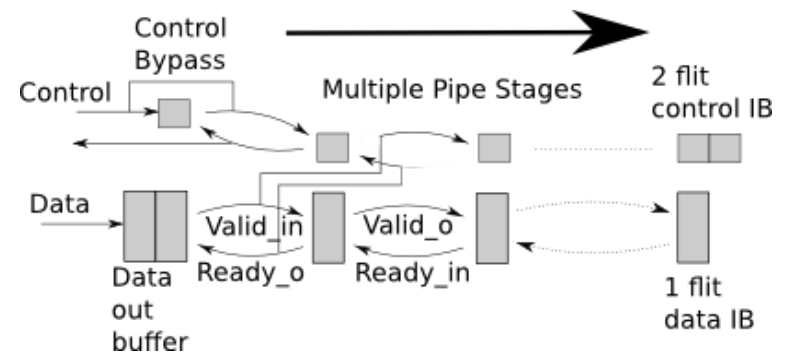 Control
Bypass
Control
Multiple Pipe Stages
2 flit
control IB
Data
Valid_in
Valid_o
Ready_o
Ready_in
Data
out
buffer
1 flit
data IB